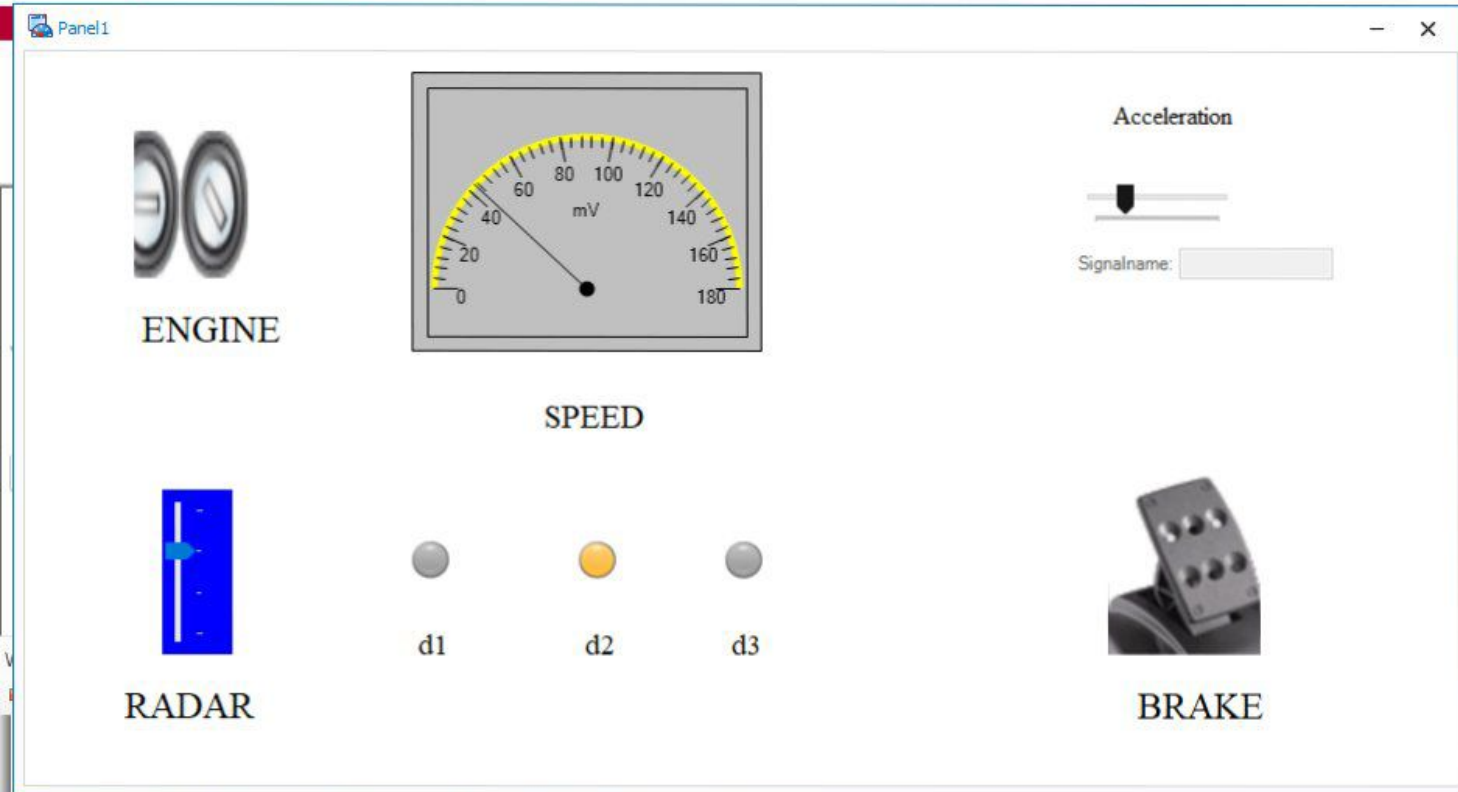 Panel1
Acceleration
80 100
60 120
mV
40 140
20 160
0 180
Signalname:
ENGINE
SPEED
d1 d2 d3
RADAR
BRAKE